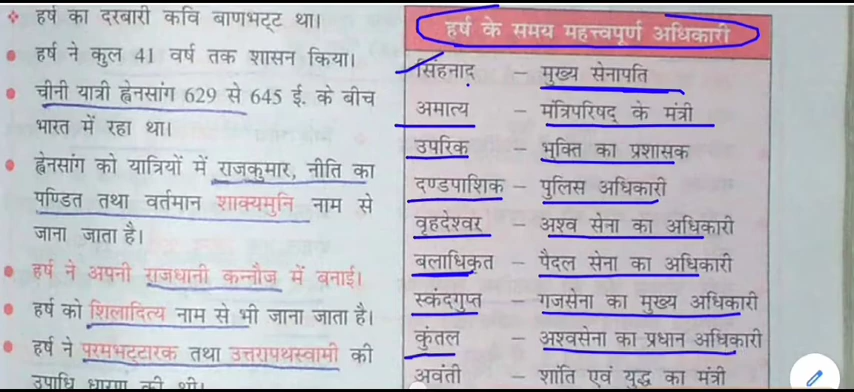 हर्ष का दरबारी कवि बाणभट्ट था।
हर्ष ने कुल 41 वर्ष तक शासन किया।
चीनी यात्री ह्वेनसांग 629 से 645 ई. के बीच
भारत में रहा था।
ह्वेनसांग को यात्रियों में राजकुमार, नीति का
पण्डित तथा वर्तमान शाक्यमुनि नाम से
जाना जाता है।
हर्ष ने अपनी राजधानी कन्नौज में बनाई।
हर्ष को शिलादित्य नाम से भी जाना जाता है।
हर्ष ने परमभट्टारक तथा उत्तरापथस्वामी की
उपाधि धारण की थी।
हर्ष के समय महत्त्वपूर्ण अधिकारी
सिंहनाद मुख्य सेनापति
अमात्य – मंत्रिपरिषद् के मंत्री
उपरिक – भुक्ति का प्रशासक
दण्डपाशिक – पुलिस अधिकारी
वृहदेश्वर – अश्व सेना का अधिकारी
बलाधिकृत – पैदल सेना का अधिकारी
स्कंदगुप्त – गजसेना का मुख्य अधिकारी
कुंतल – अश्वसेना का प्रधान अधिकारी
अवंती – शांति एवं युद्ध का मंत्री